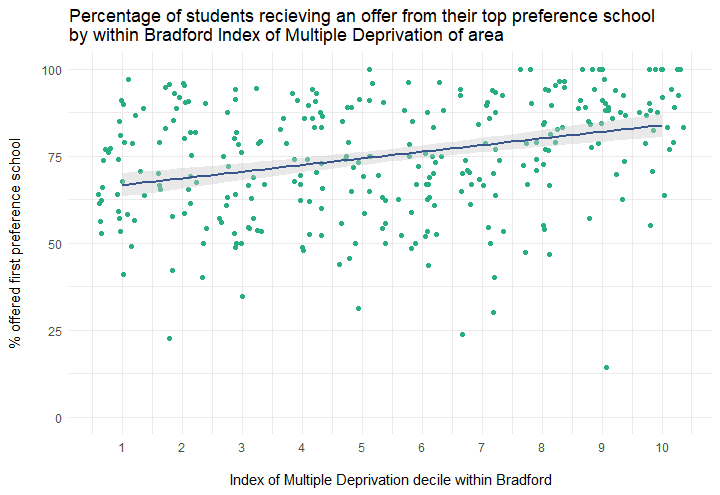 Percentage of students recieving an offer from their top preference school
by within Bradford Index of Multiple Deprivation of area
100
75
50
25
0
% offered first preference school
1 2 3 4 5 6 7 8 9 10
Index of Multiple Deprivation decile within Bradford